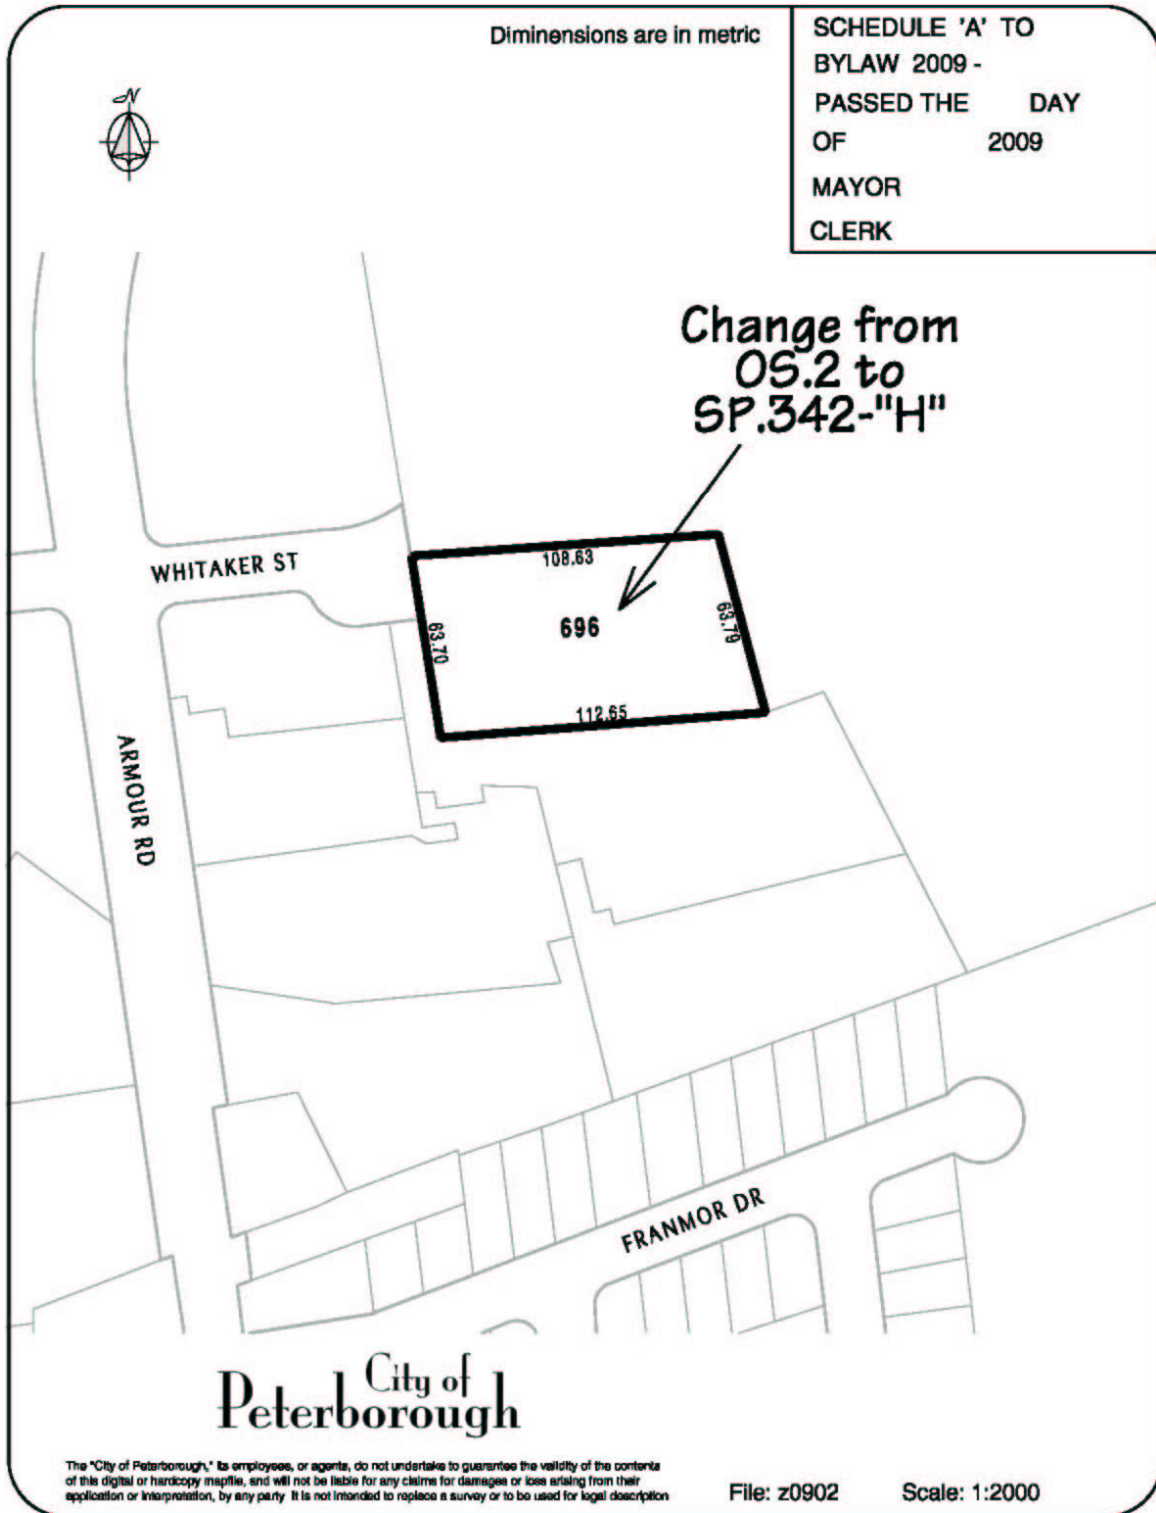 Diminensions are in metric
SCHEDULE 'A' TO
BYLAW 2009 -
PASSED THE DAY
OF 2009
MAYOR
CLERK
N
Change from
OS.2 to
SP.342-"H"
WHITAKER ST
108.63
696
63.79
63.70
112.65
ARMOUR RD
FRANMOR DR
City of
Peterborough
The "City of Peterborough," its employees, or agents, do not undertake to guarantee the validity of the contents
of this digital or hardcopy mapfile, and will not be liable for any claims for damages or loss arising from their
application or interpretation, by any party It is not intended to replace a survey or to be used for legal description
File: z0902 Scale: 1:2000